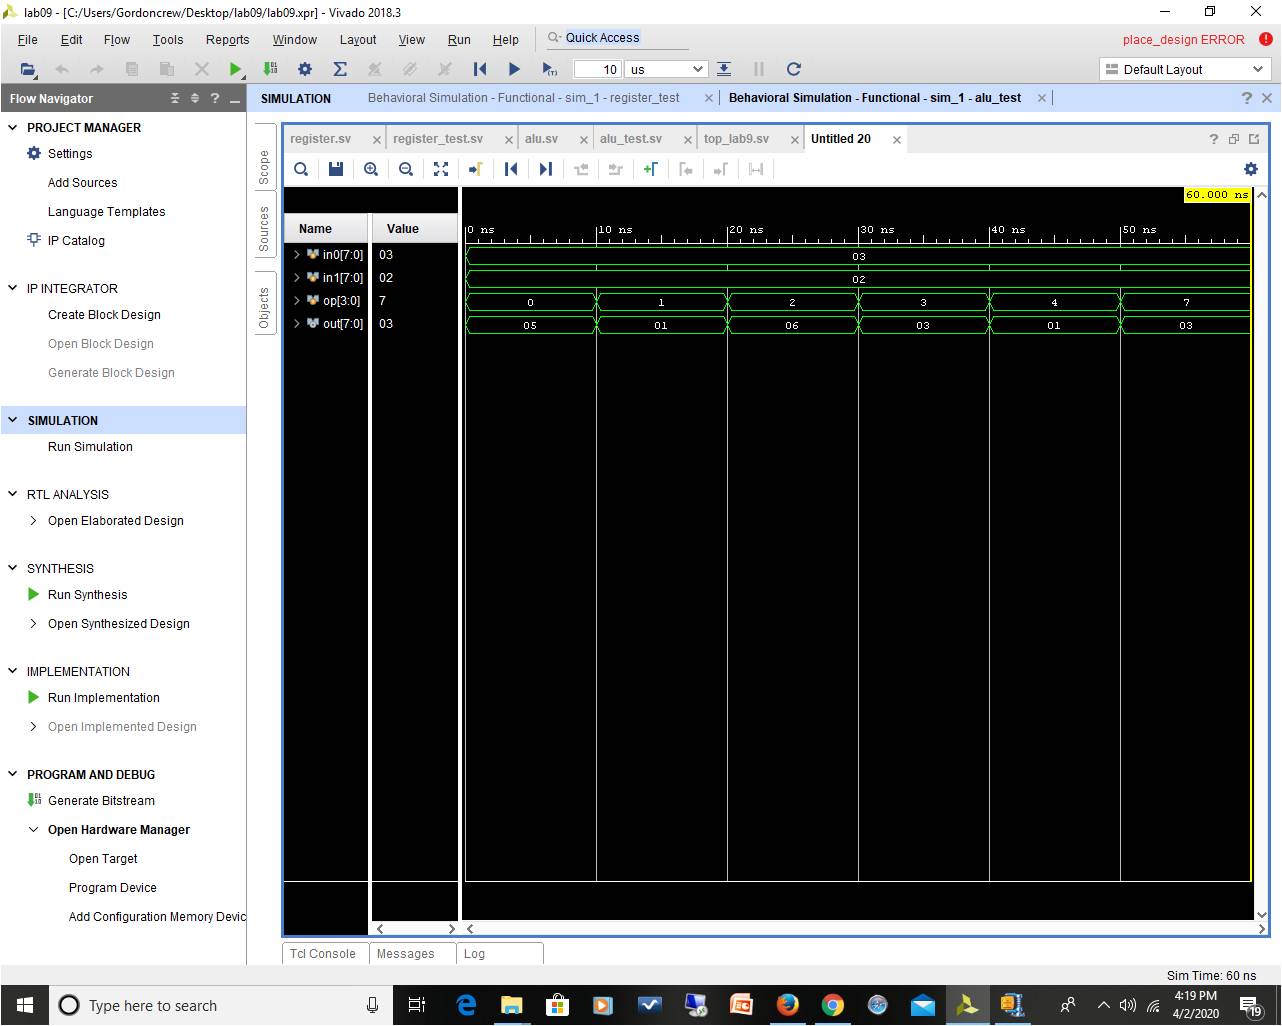 lab09 - [C:/Users/Gordoncrew/Desktop/lab09/lab09.xpr] - Vivado 2018.3
File Edit Flow Tools Reports Window Layout View Run Help Quick Access
place_design ERROR
10 us
Default Layout
Flow Navigator
SIMULATION Behavioral Simulation - Functional - sim_1 - register_test Behavioral Simulation - Functional - sim_1 - alu_test
PROJECT MANAGER
Settings
Add Sources
Language Templates
IP Catalog
IP INTEGRATOR
Create Block Design
Open Block Design
Generate Block Design
SIMULATION
Run Simulation
RTL ANALYSIS
Open Elaborated Design
SYNTHESIS
Run Synthesis
Open Synthesized Design
IMPLEMENTATION
Run Implementation
Open Implemented Design
PROGRAM AND DEBUG
Generate Bitstream
Open Hardware Manager
Open Target
Program Device
Add Configuration Memory Devic
Scope
Sources
Objects
register.sv register_test.sv alu.sv alu_test.sv top_lab9.sv Untitled 20
60.000 ns
Name Value
0 ns 10 ns 20 ns 30 ns 40 ns 50 ns
in0[7:0] 03 03
in1[7:0] 02 02
op[3:0] 7 0 1 2 3 4 7
out[7:0] 03 05 01 06 03 01 03
Tcl Console Messages Log
Sim Time: 60 ns
Type here to search
4:19 PM
4/2/2020
19